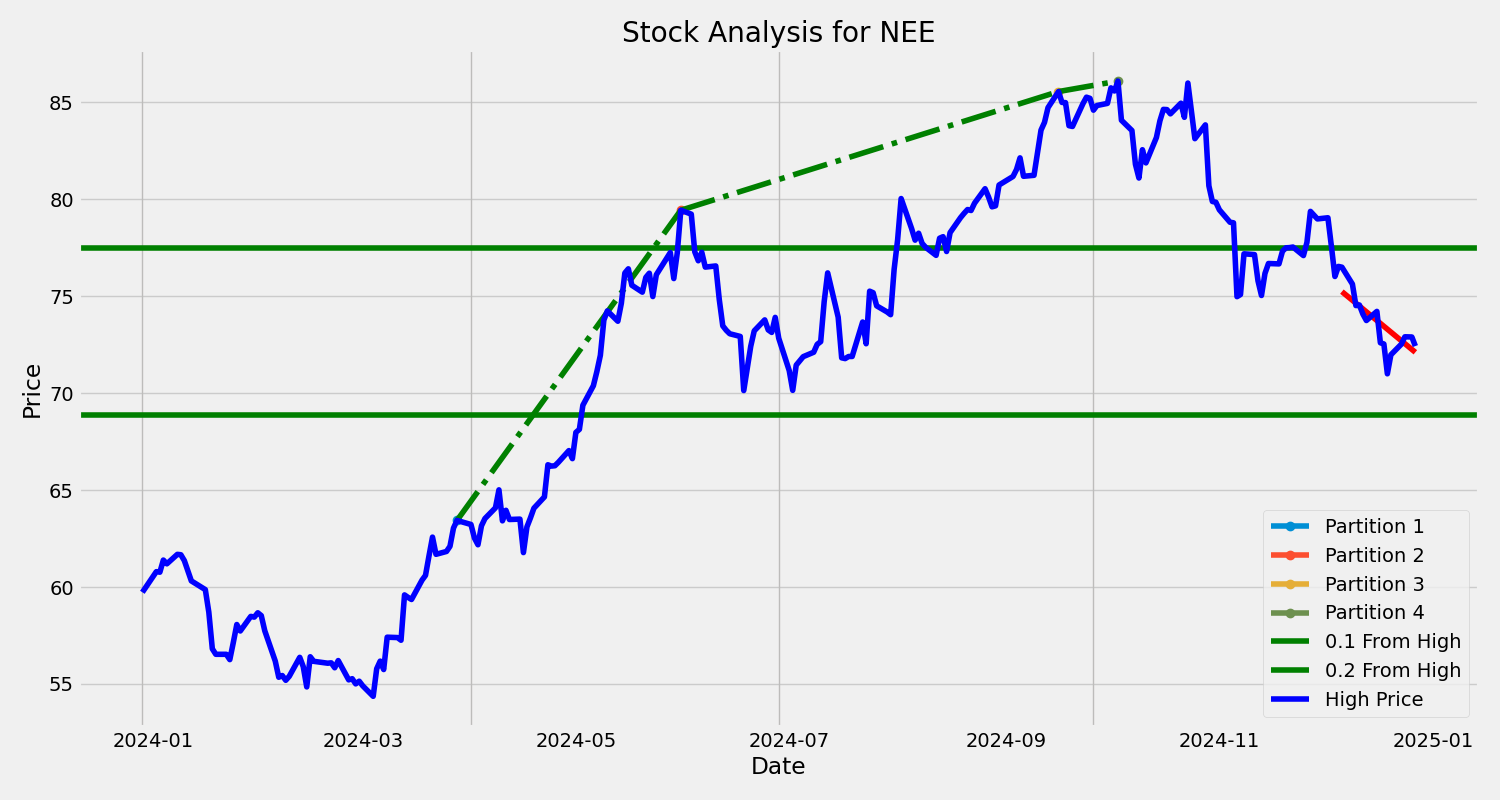 Stock Analysis for NEE
Price
85
80
75
70
65
60
55
Partition 1
Partition 2
Partition 3
Partition 4
0.1 From High
0.2 From High
High Price
2024-01 2024-03 2024-05 2024-07 2024-09 2024-11 2025-01
Date